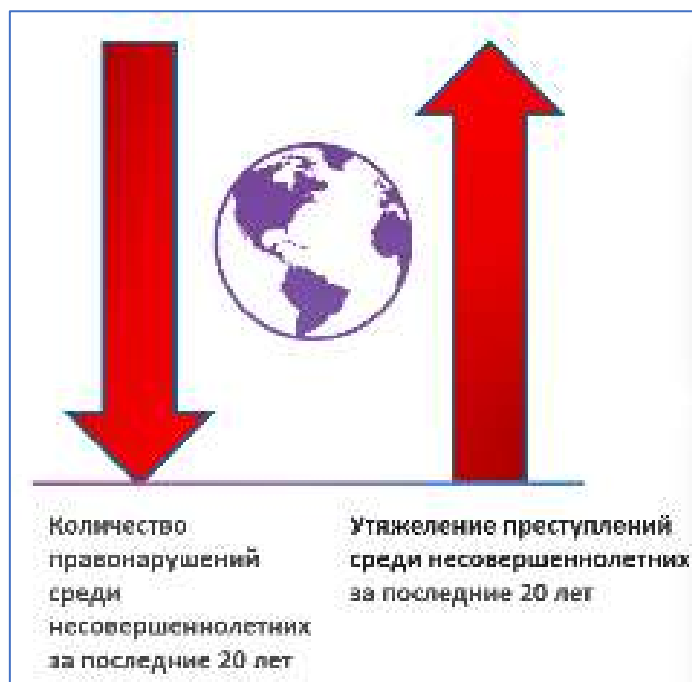 Количество
правонарушений
среди
несовершеннолетних
за последние 20 лет
Утяжеление преступлений
среди несовершеннолетних
за последние 20 лет